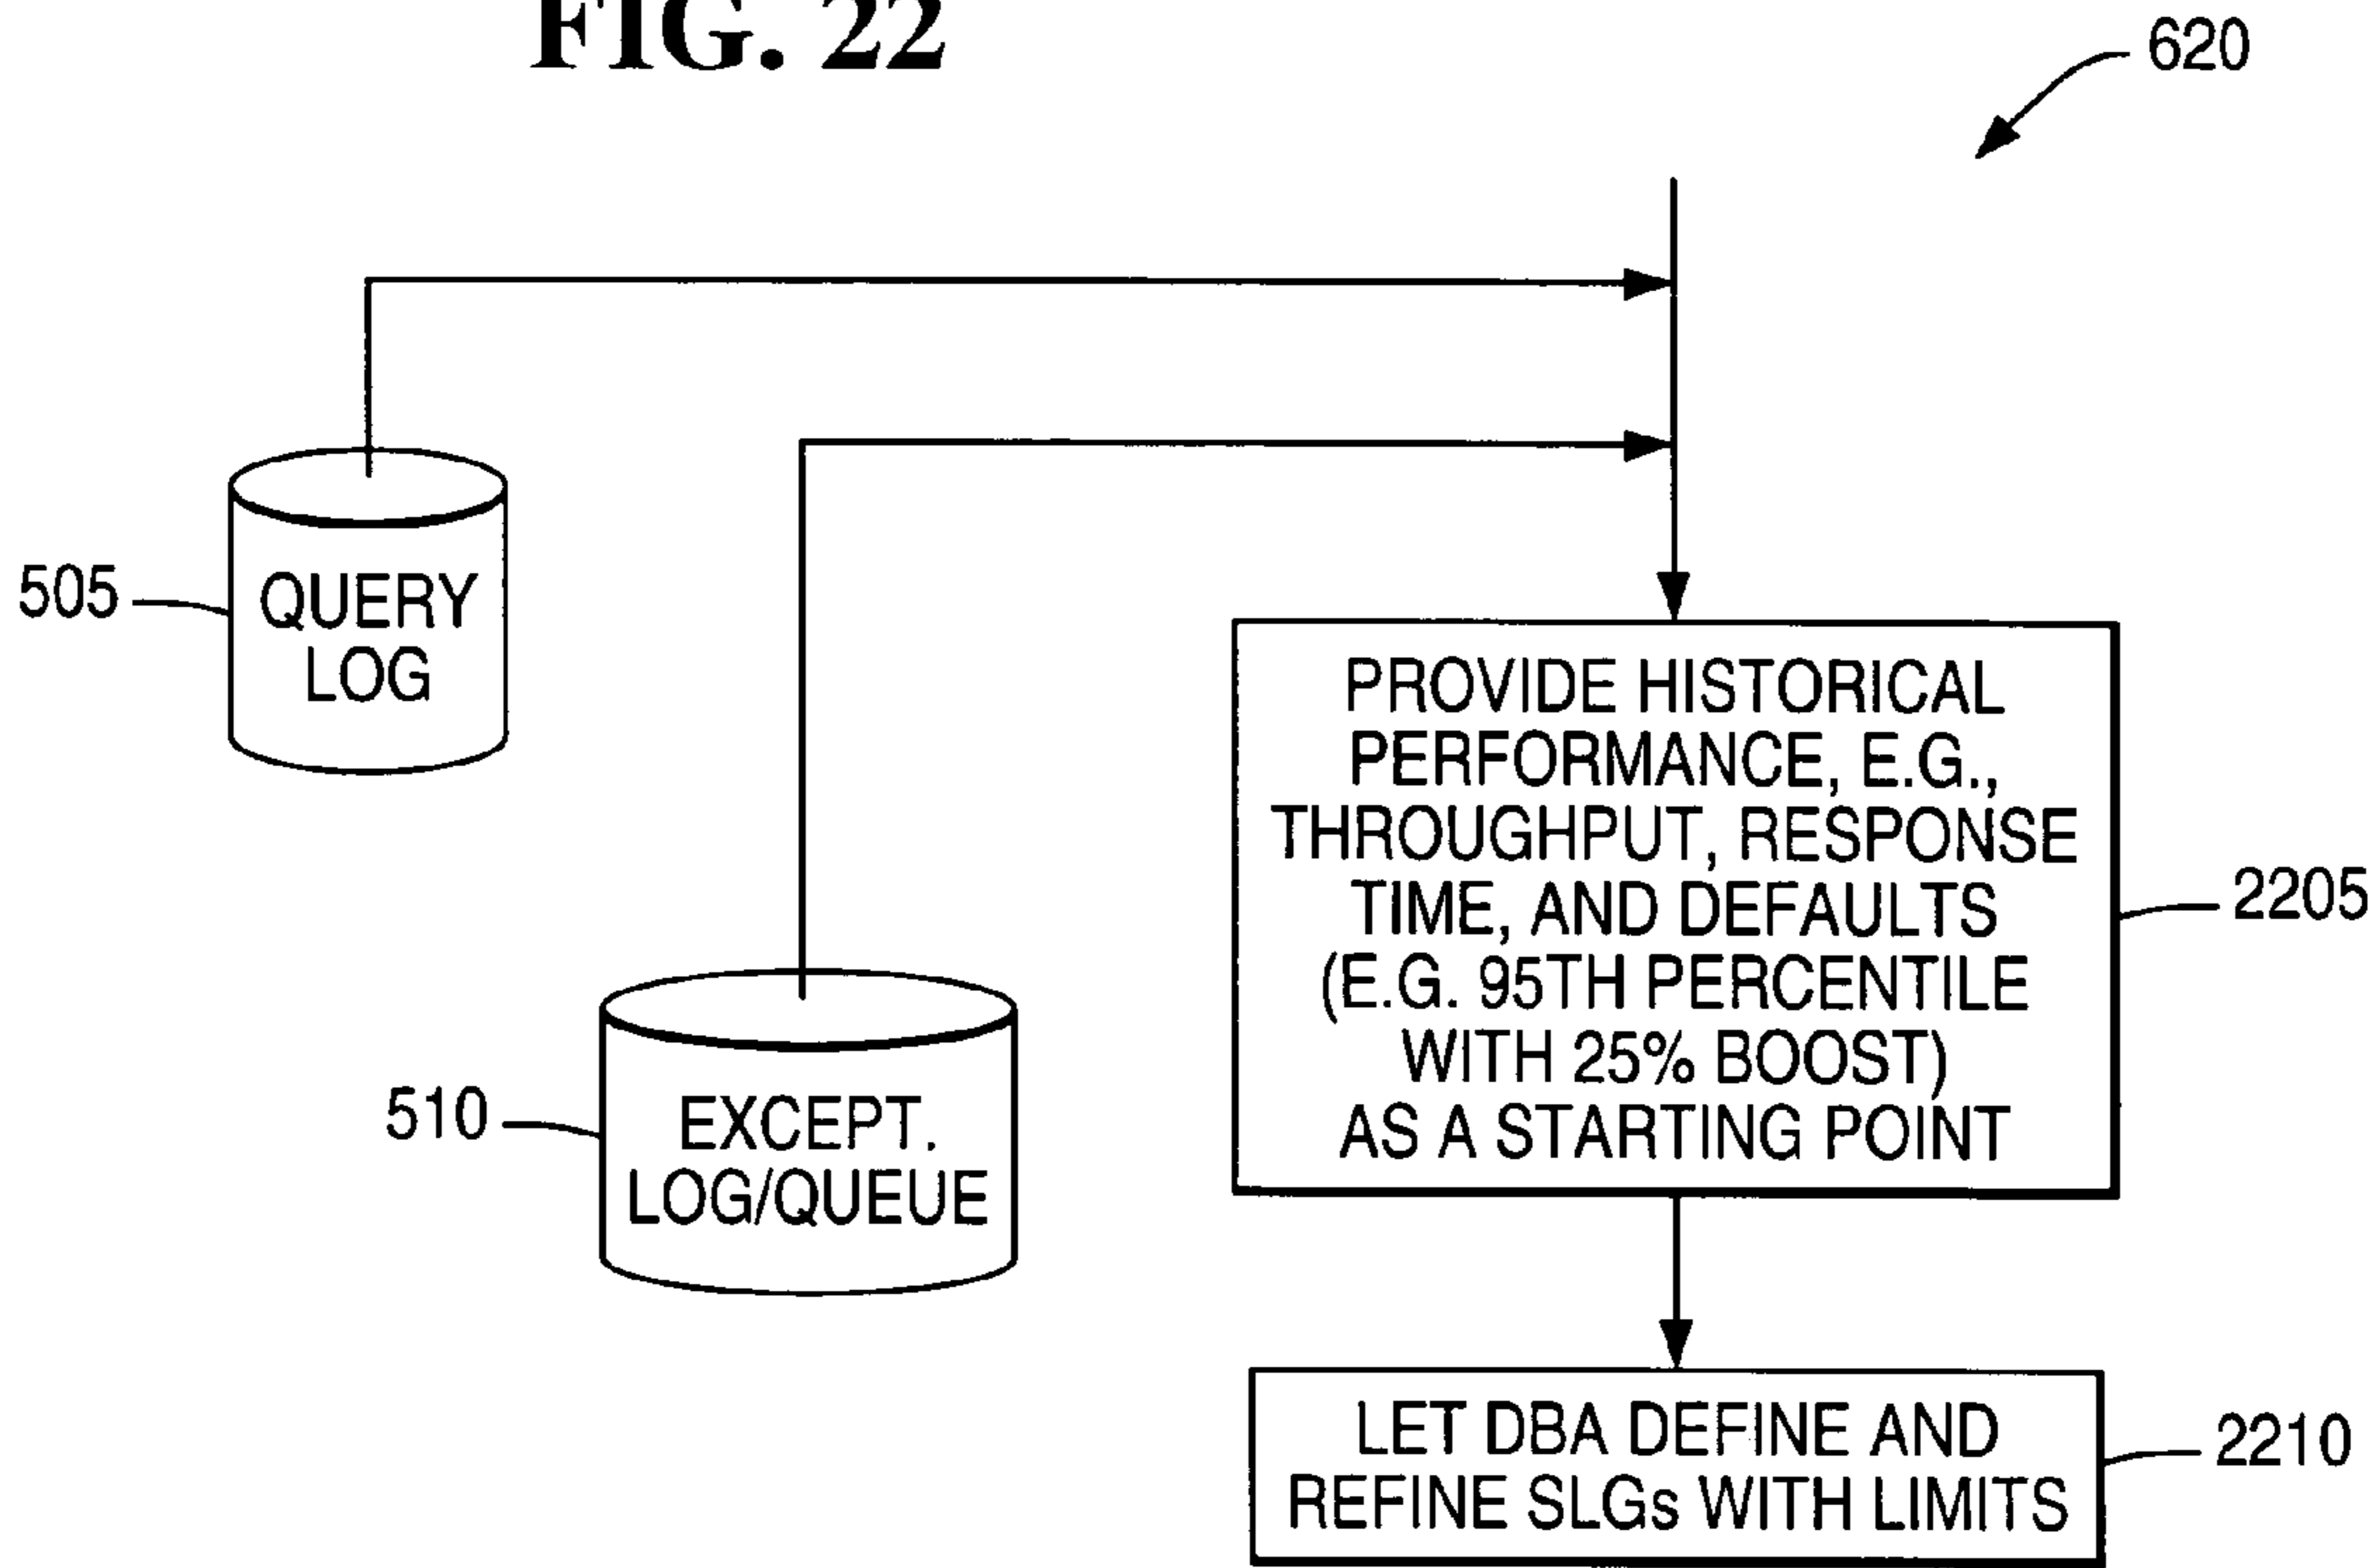 FIG. 22
620
505
QUERY
LOG
510
EXCEPT.
LOG/QUEUE
PROVIDE HISTORICAL
PERFORMANCE, E.G.,
THROUGHPUT, RESPONSE
TIME, AND DEFAULTS
(E.G. 95TH PERCENTILE
WITH 25% BOOST)
AS A STARTING POINT
2205
LET DBA DEFINE AND
REFINE SLGs WITH LIMITS
2210